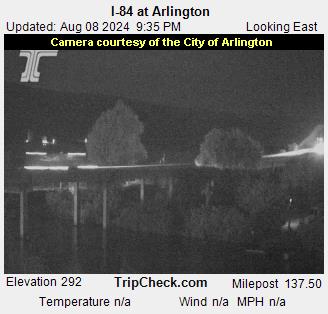 I-84 at Arlington
Updated: Aug 08 2024 9:35 PM Looking East
Camera courtesy of the City of Arlington
Elevation 292 TripCheck.com Milepost 137.50
Temperature n/a Wind n/a MPH n/a